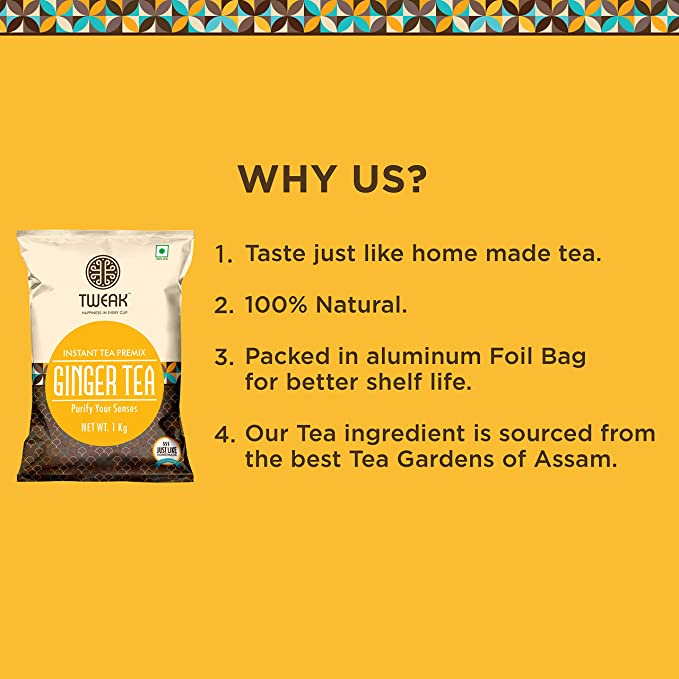 WHY US?
1. Taste just like home made tea.
2. 100% Natural.
3. Packed in aluminum Foil Bag
for better shelf life.
4. Our Tea ingredient is sourced from
the best Tea Gardens of Assam.
TWEAK™
HAPPINESS IN EVERY CUP
INSTANT TEA PREMIX
GINGER TEA
Purify Your Senses
NET WT. 1 Kg
JUST LIKE
HOMEMADE